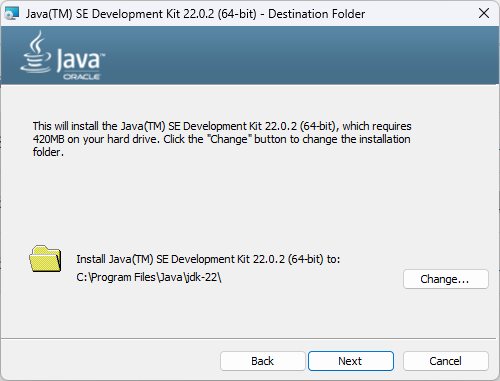 Java(TM) SE Development Kit 22.0.2 (64-bit) - Destination Folder
Java
ORACLE
This will install the Java(TM) SE Development Kit 22.0.2 (64-bit), which requires
420MB on your hard drive. Click the "Change" button to change the installation
folder.
Install Java(TM) SE Development Kit 22.0.2 (64-bit) to:
C:\Program Files\Java\jdk-22\
Change...
Back
Next
Cancel